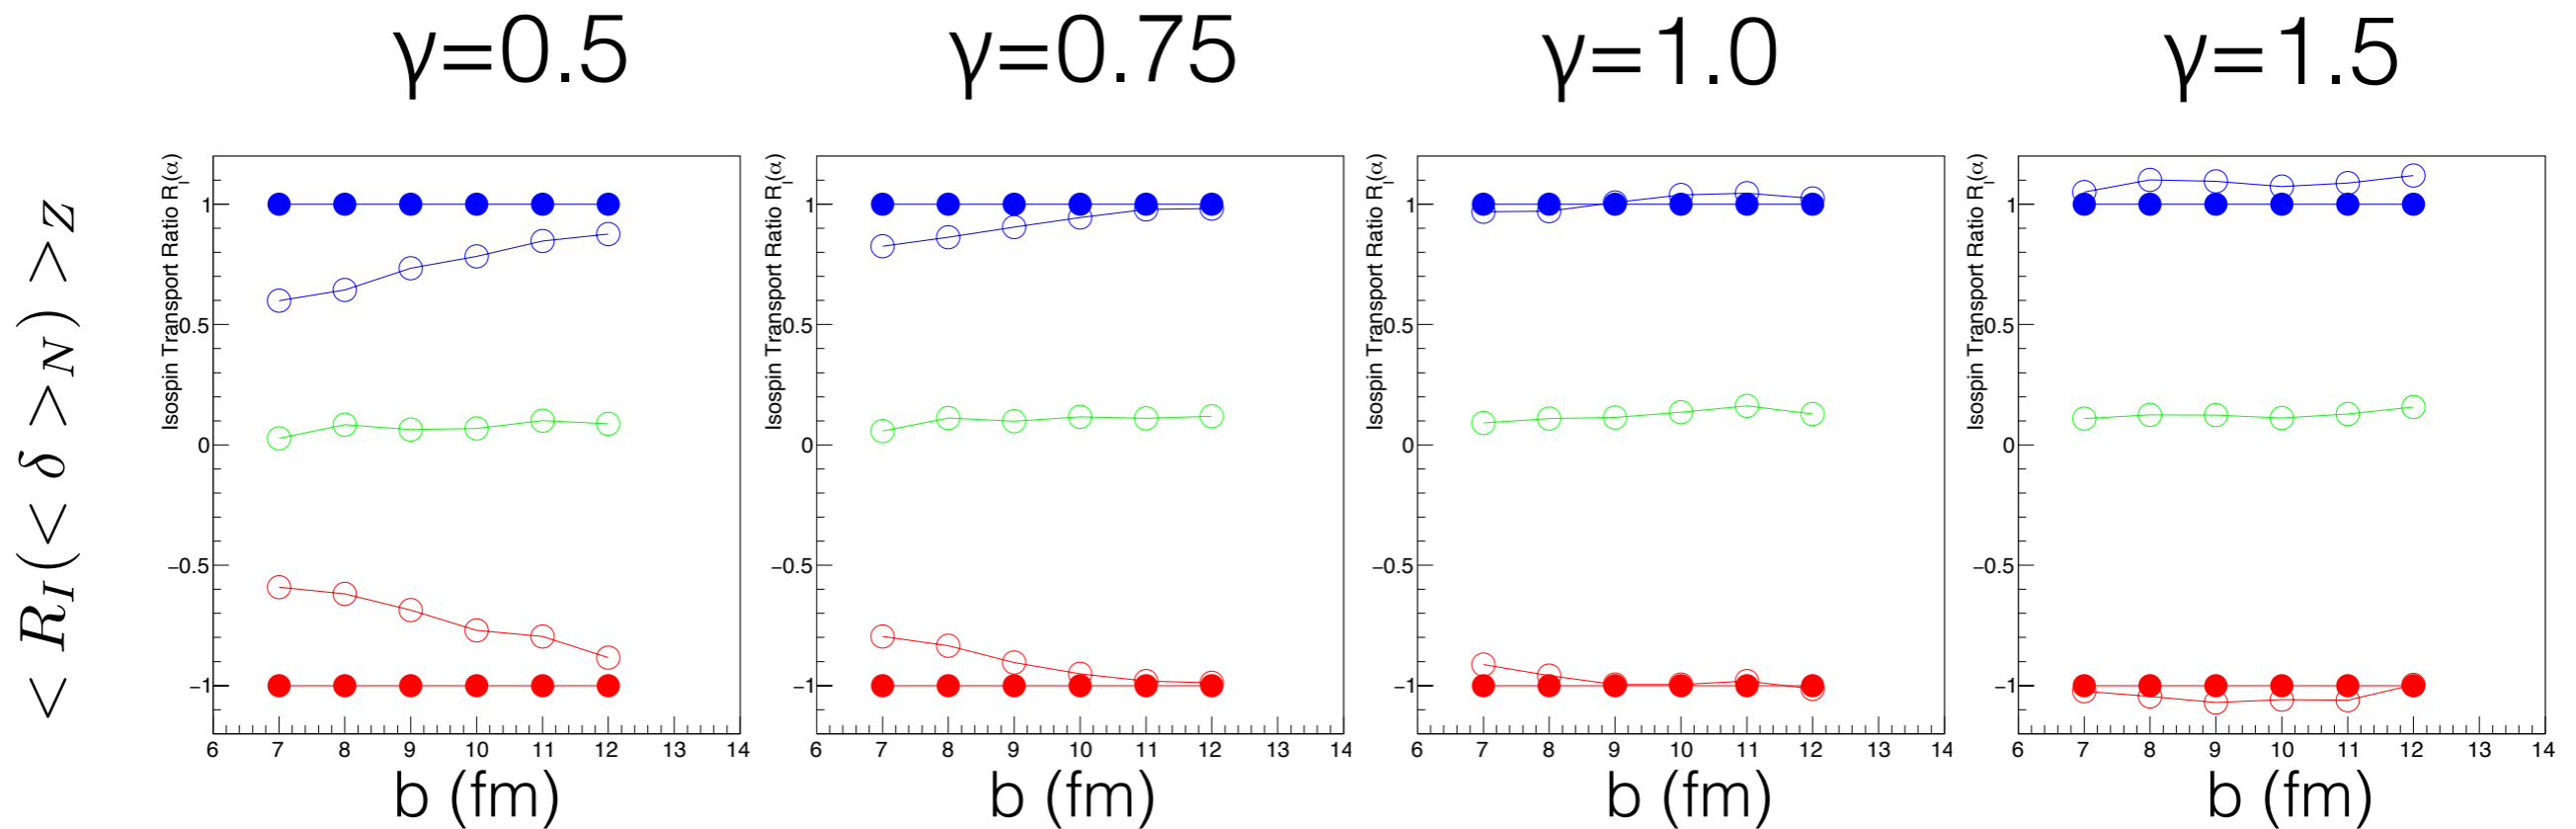 γ=0.5
γ=0.75
γ=1.0
γ=1.5
< R_I(< δ >_N) >_Z
Isospin Transport Ratio R_I(α)
1
0.5
0
−0.5
−1
6 7 8 9 10 11 12 13 14
b (fm)
Isospin Transport Ratio R_I(α)
1
0.5
0
−0.5
−1
6 7 8 9 10 11 12 13 14
b (fm)
Isospin Transport Ratio R_I(α)
1
0.5
0
−0.5
−1
6 7 8 9 10 11 12 13 14
b (fm)
Isospin Transport Ratio R_I(α)
1
0.5
0
−0.5
−1
6 7 8 9 10 11 12 13 14
b (fm)